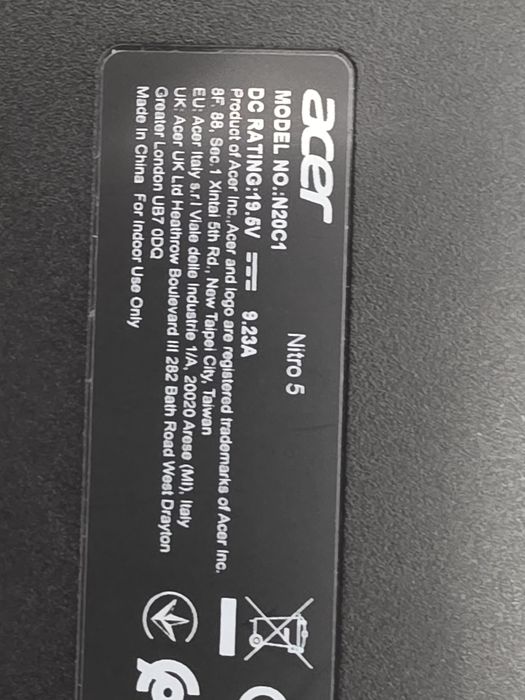 acer
MODEL NO.:N20C1 Nitro 5
DC RATING:19.5V 9.23A
Product of Acer Inc., Acer and logo are registered trademarks of Acer Inc.
8F, 88, Sec.1 Xintai 5th Rd., New Taipei City, Taiwan
EU: Acer Italy s.r.l Viale delle Industrie 1/A, 20020 Arese (MI), Italy
UK: Acer UK Ltd Heathrow Boulevard III 282 Bath Road West Drayton
Greater London UB7 0DQ
Made In China For Indoor Use Only